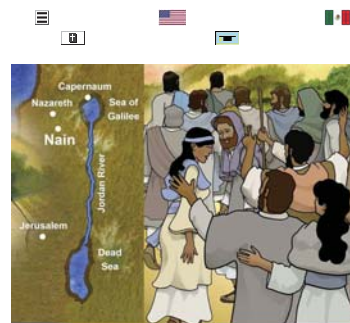 Capernaum
Nazareth
Sea of
Galilee
Nain
Jordan River
Jerusalem
Dead
Sea